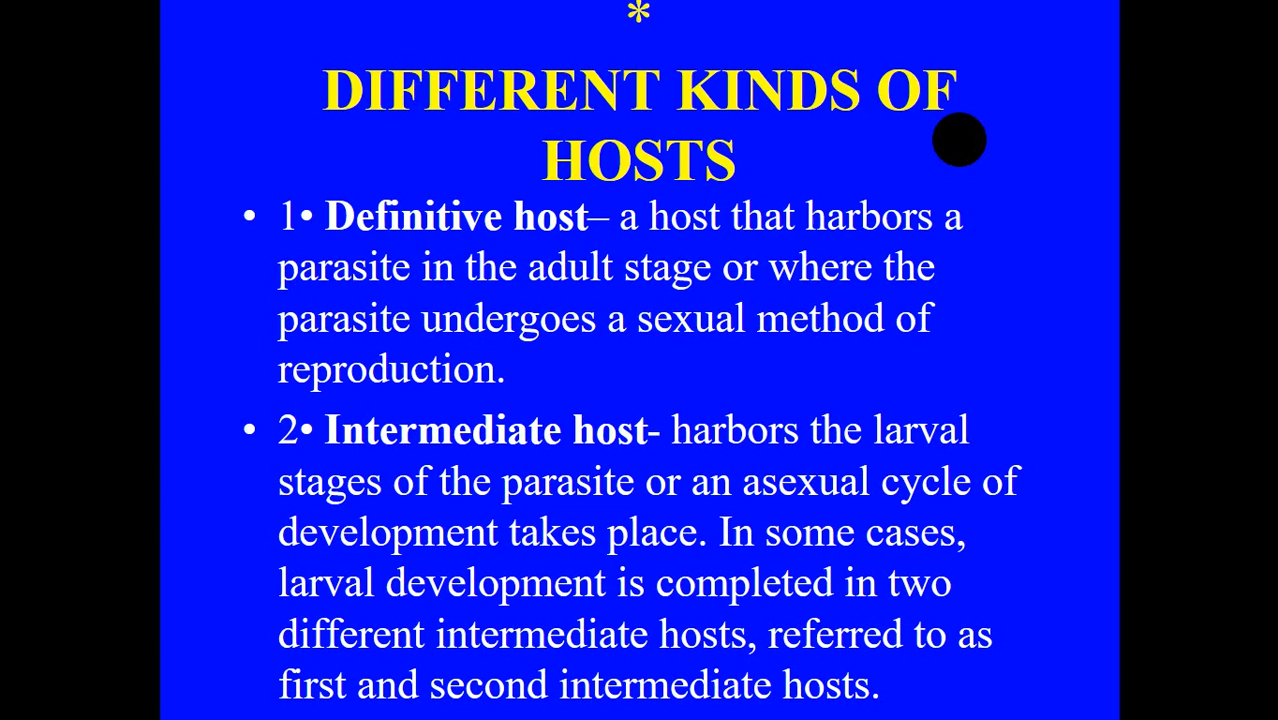 *
DIFFERENT KINDS OF
HOSTS
• 1• Definitive host– a host that harbors a
parasite in the adult stage or where the
parasite undergoes a sexual method of
reproduction.
• 2• Intermediate host- harbors the larval
stages of the parasite or an asexual cycle of
development takes place. In some cases,
larval development is completed in two
different intermediate hosts, referred to as
first and second intermediate hosts.